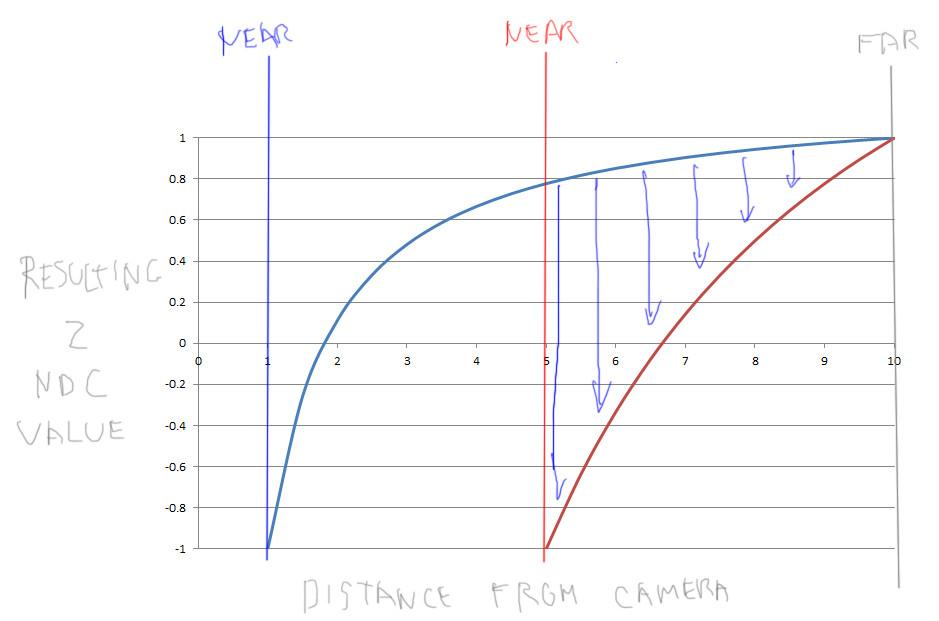 NEAR
NEAR
FAR
1
0.8
0.6
0.4
0.2
0
-0.2
-0.4
-0.6
-0.8
-1
0 1 2 3 4 5 6 7 8 9 10
RESULTING
Z
NDC
VALUE
DISTANCE FROM CAMERA